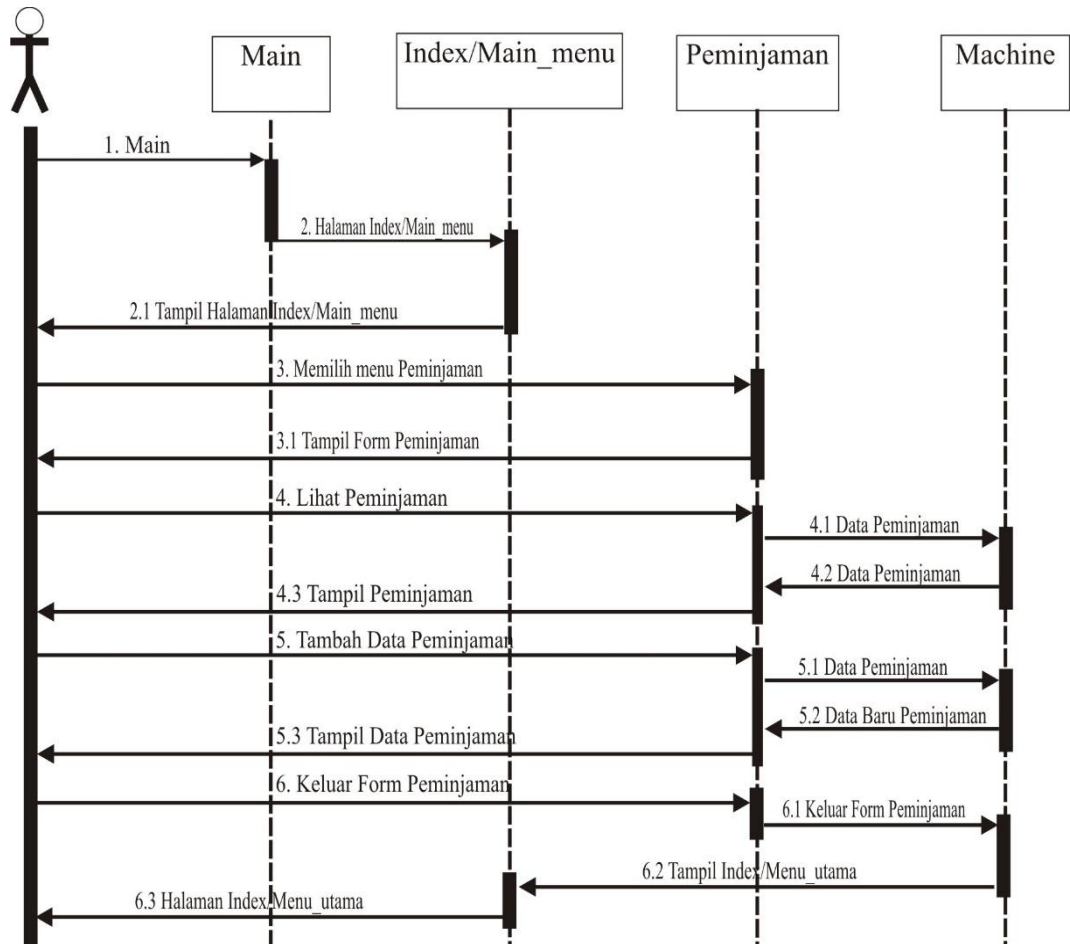 Main
Index/Main_menu
Peminjaman
Machine
1. Main
2. Halaman Index/Main_menu
2.1 Tampil Halaman Index/Main_menu
3. Memilih menu Peminjaman
3.1 Tampil Form Peminjaman
4. Lihat Peminjaman
4.1 Data Peminjaman
4.2 Data Peminjaman
4.3 Tampil Peminjaman
5. Tambah Data Peminjaman
5.1 Data Peminjaman
5.2 Data Baru Peminjaman
5.3 Tampil Data Peminjaman
6. Keluar Form Peminjaman
6.1 Keluar Form Peminjaman
6.2 Tampil Index/Menu_utama
6.3 Halaman Index/Menu_utama